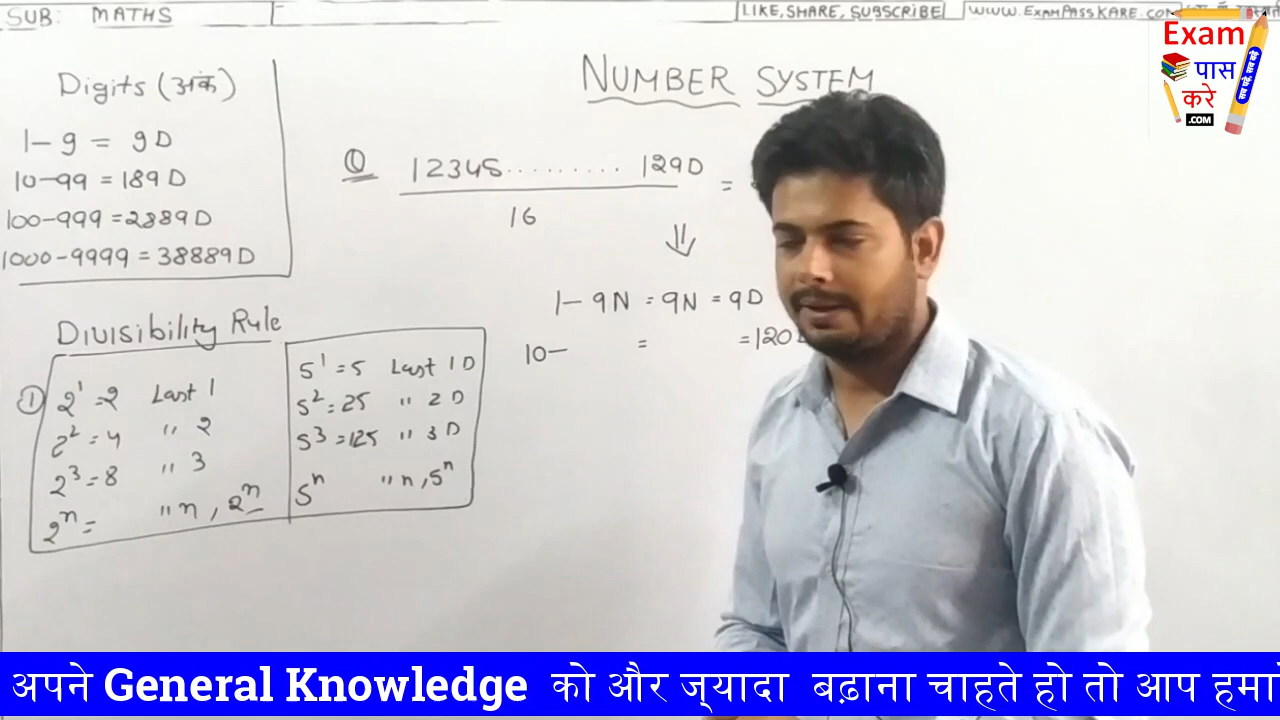 SUB: MATHS
LIKE, SHARE, SUBSCRIBE
WWW.EXAMPASSKARE.COM
Exam
पास
करे
.COM
Digits (अंक)
1-9 = 9D
10-99 = 189 D
100-999 = 2889 D
1000-9999 = 38889D
NUMBER SYSTEM
① 12345......... 129D =
16
⇓
1- 9N = 9N = 9D
10- = =120
Divisibility Rule
① 2¹ =2 Last 1
2² = 4 " 2
2³ = 8 " 3
2ⁿ = " n , 2ⁿ
5¹ =5 Last 1D
5² = 25 " 2D
5³ =125 " 3D
5ⁿ " n , 5ⁿ
अपने General Knowledge को और ज्यादा बढ़ाना चाहते हो तो आप हमा